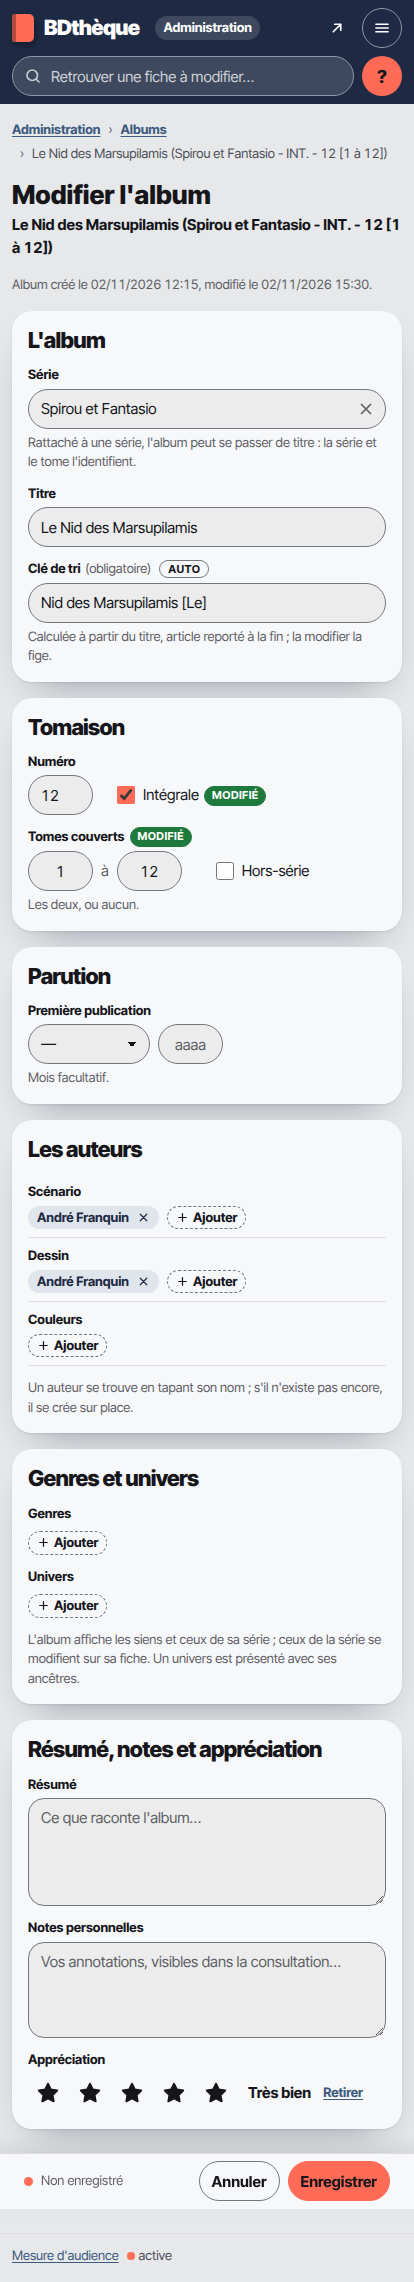 BDthèque Administration
Retrouver une fiche à modifier... ?
Administration › Albums
› Le Nid des Marsupilamis (Spirou et Fantasio - INT. - 12 [1 à 12])
Modifier l'album
Le Nid des Marsupilamis (Spirou et Fantasio - INT. - 12 [1
à 12])
Album créé le 02/11/2026 12:15, modifié le 02/11/2026 15:30.
L'album
Série
Spirou et Fantasio
Rattaché à une série, l'album peut se passer de titre : la série et
le tome l'identifient.
Titre
Le Nid des Marsupilamis
Clé de tri (obligatoire) AUTO
Nid des Marsupilamis [Le]
Calculée à partir du titre, article reporté à la fin ; la modifier la
fige.
Tomaison
Numéro
12 Intégrale MODIFIÉ
Tomes couverts MODIFIÉ
1 à 12 Hors-série
Les deux, ou aucun.
Parution
Première publication
— aaaa
Mois facultatif.
Les auteurs
Scénario
André Franquin × + Ajouter
Dessin
André Franquin × + Ajouter
Couleurs
+ Ajouter
Un auteur se trouve en tapant son nom ; s'il n'existe pas encore,
il se crée sur place.
Genres et univers
Genres
+ Ajouter
Univers
+ Ajouter
L'album affiche les siens et ceux de sa série ; ceux de la série se
modifient sur sa fiche. Un univers est présenté avec ses
ancêtres.
Résumé, notes et appréciation
Résumé
Ce que raconte l'album...
Notes personnelles
Vos annotations, visibles dans la consultation...
Appréciation
Très bien Retirer
Non enregistré Annuler Enregistrer
Mesure d'audience active